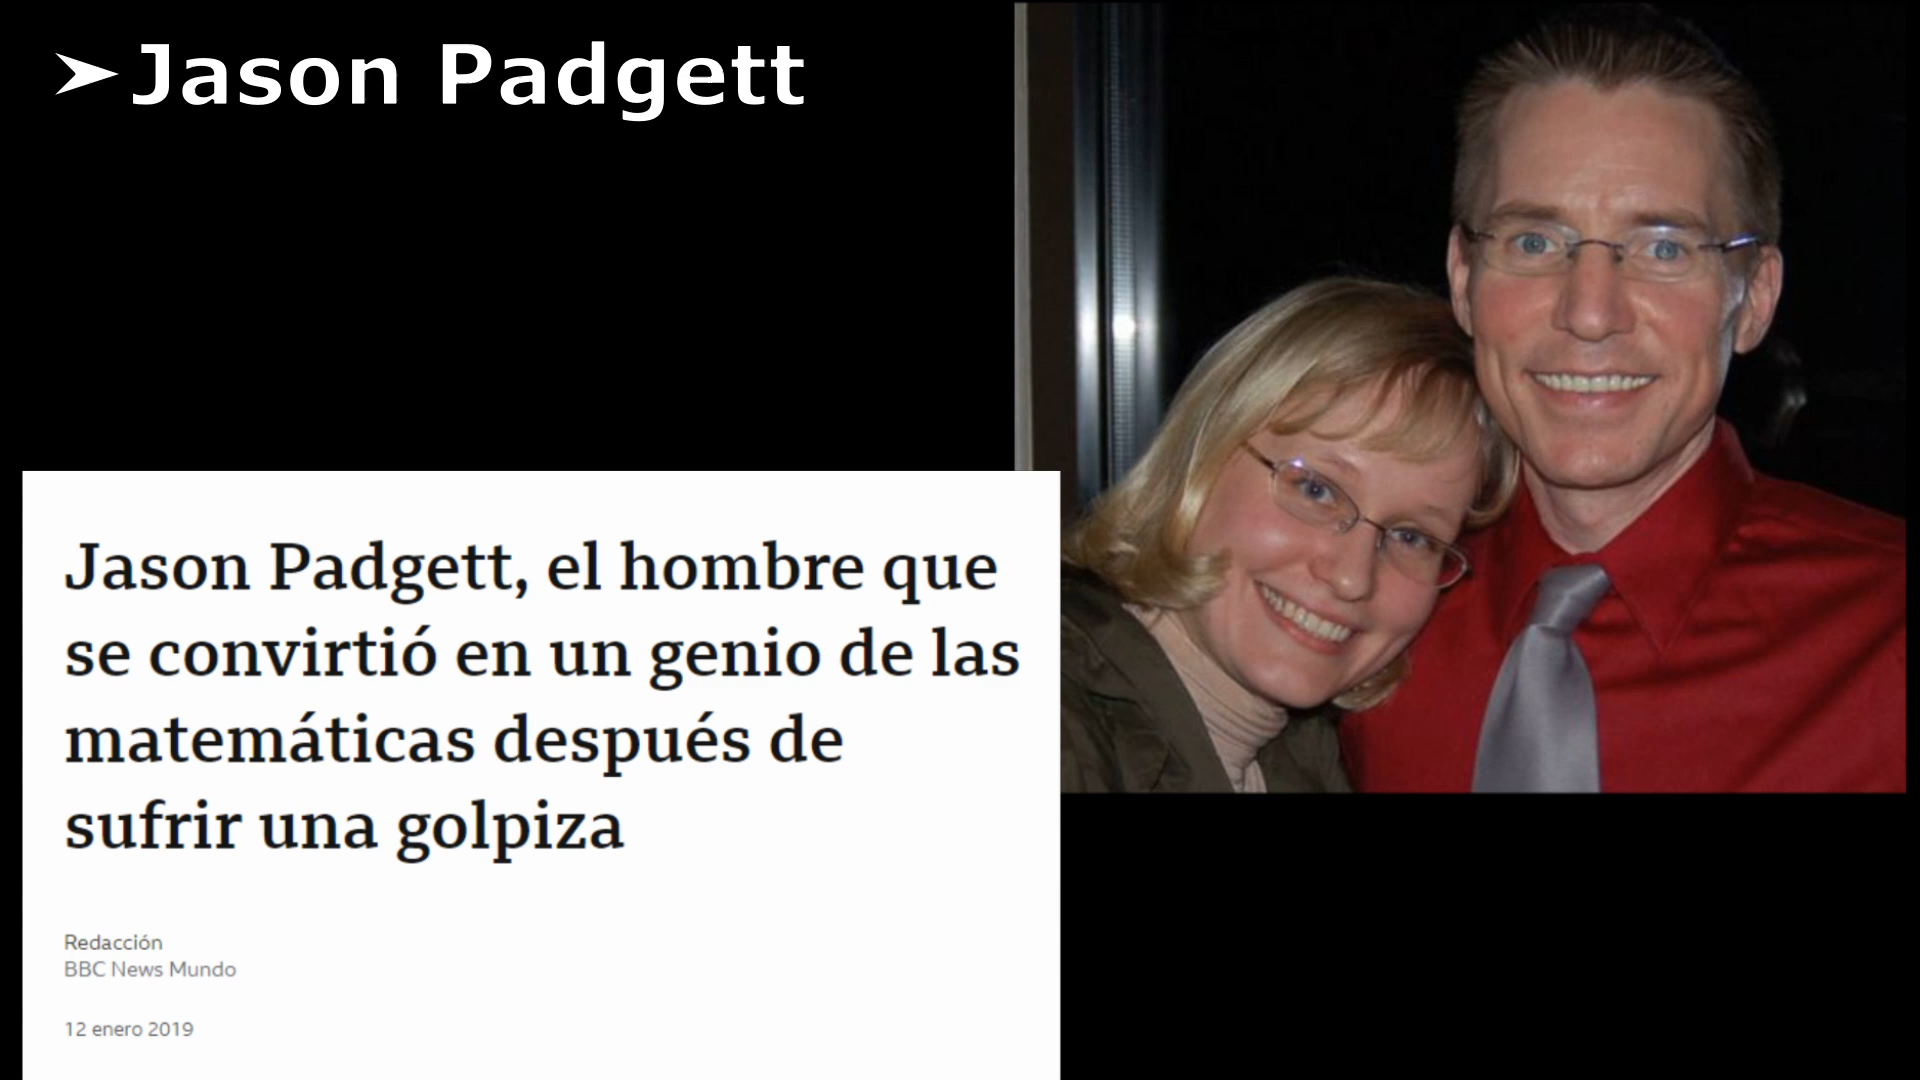 ➤Jason Padgett
Jason Padgett, el hombre que
se convirtió en un genio de las
matemáticas después de
sufrir una golpiza
Redacción
BBC News Mundo
12 enero 2019